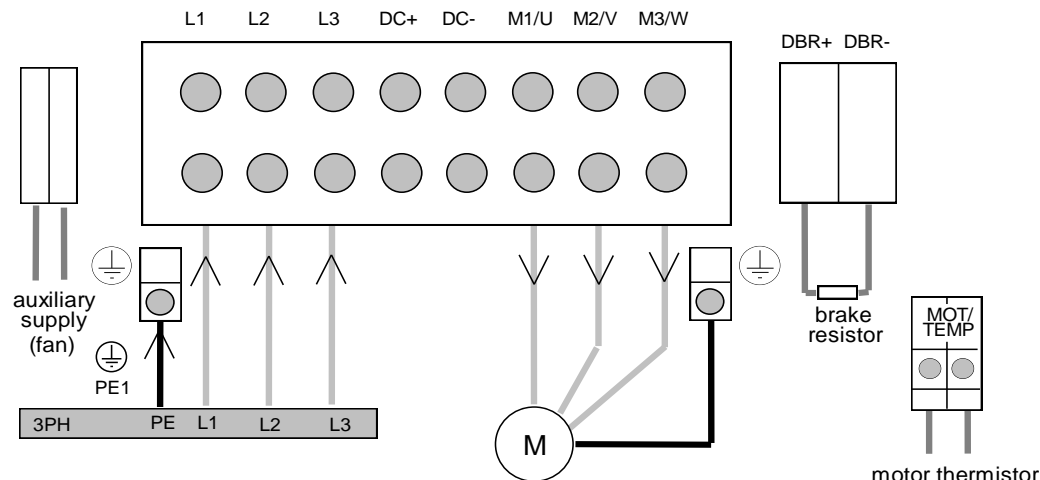 L1 L2 L3 DC+ DC- M1/U M2/V M3/W
DBR+ DBR-
auxiliary
supply
(fan)
PE1
3PH PE L1 L2 L3
M
brake
resistor
MOT/
TEMP
motor thermistor